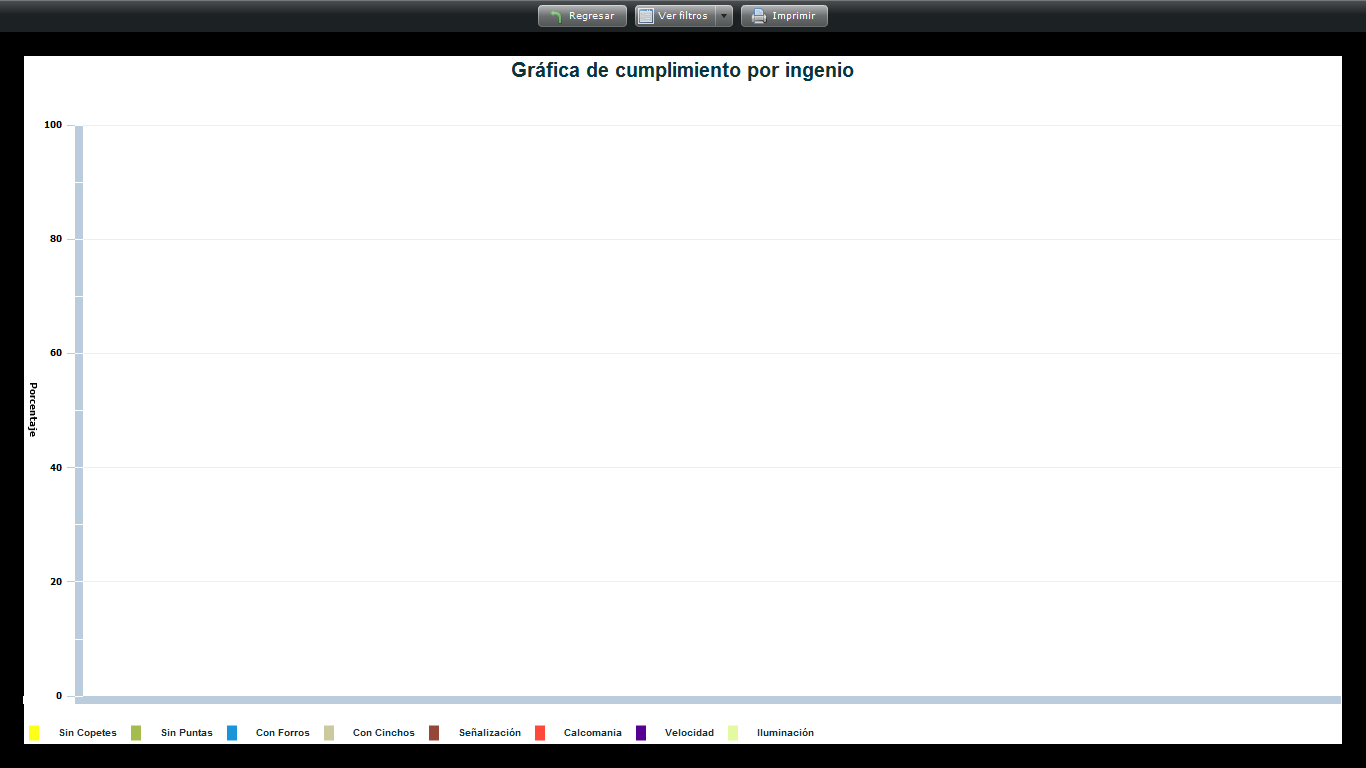 Regresar Ver filtros Imprimir
Gráfica de cumplimiento por ingenio
100
80
60
Porcentaje
40
20
0
Sin Copetes Sin Puntas Con Forros Con Cinchos Señalización Calcomania Velocidad Iluminación